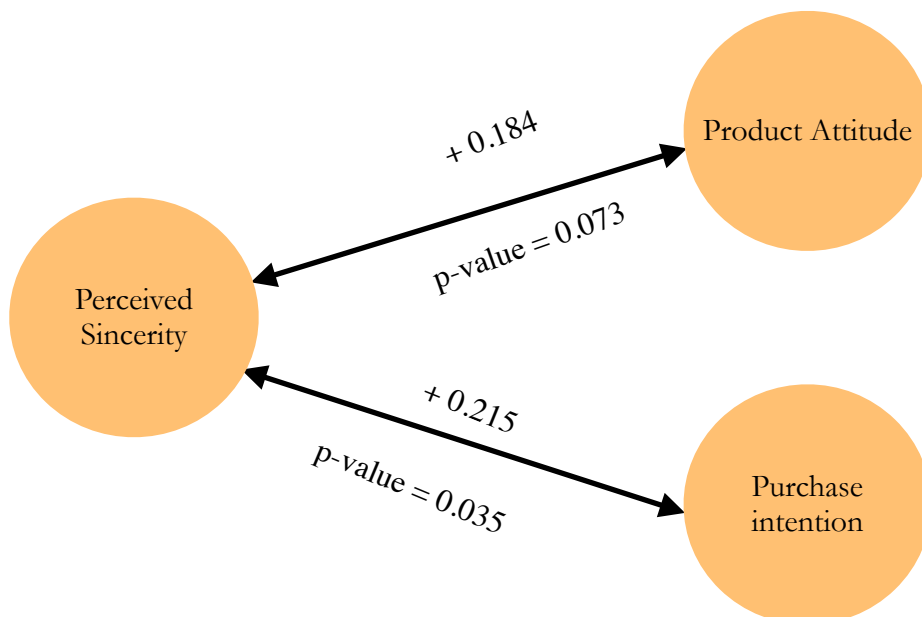 Product Attitude
+ 0.184
p-value = 0.073
Perceived
Sincerity
+ 0.215
p-value = 0.035
Purchase
intention